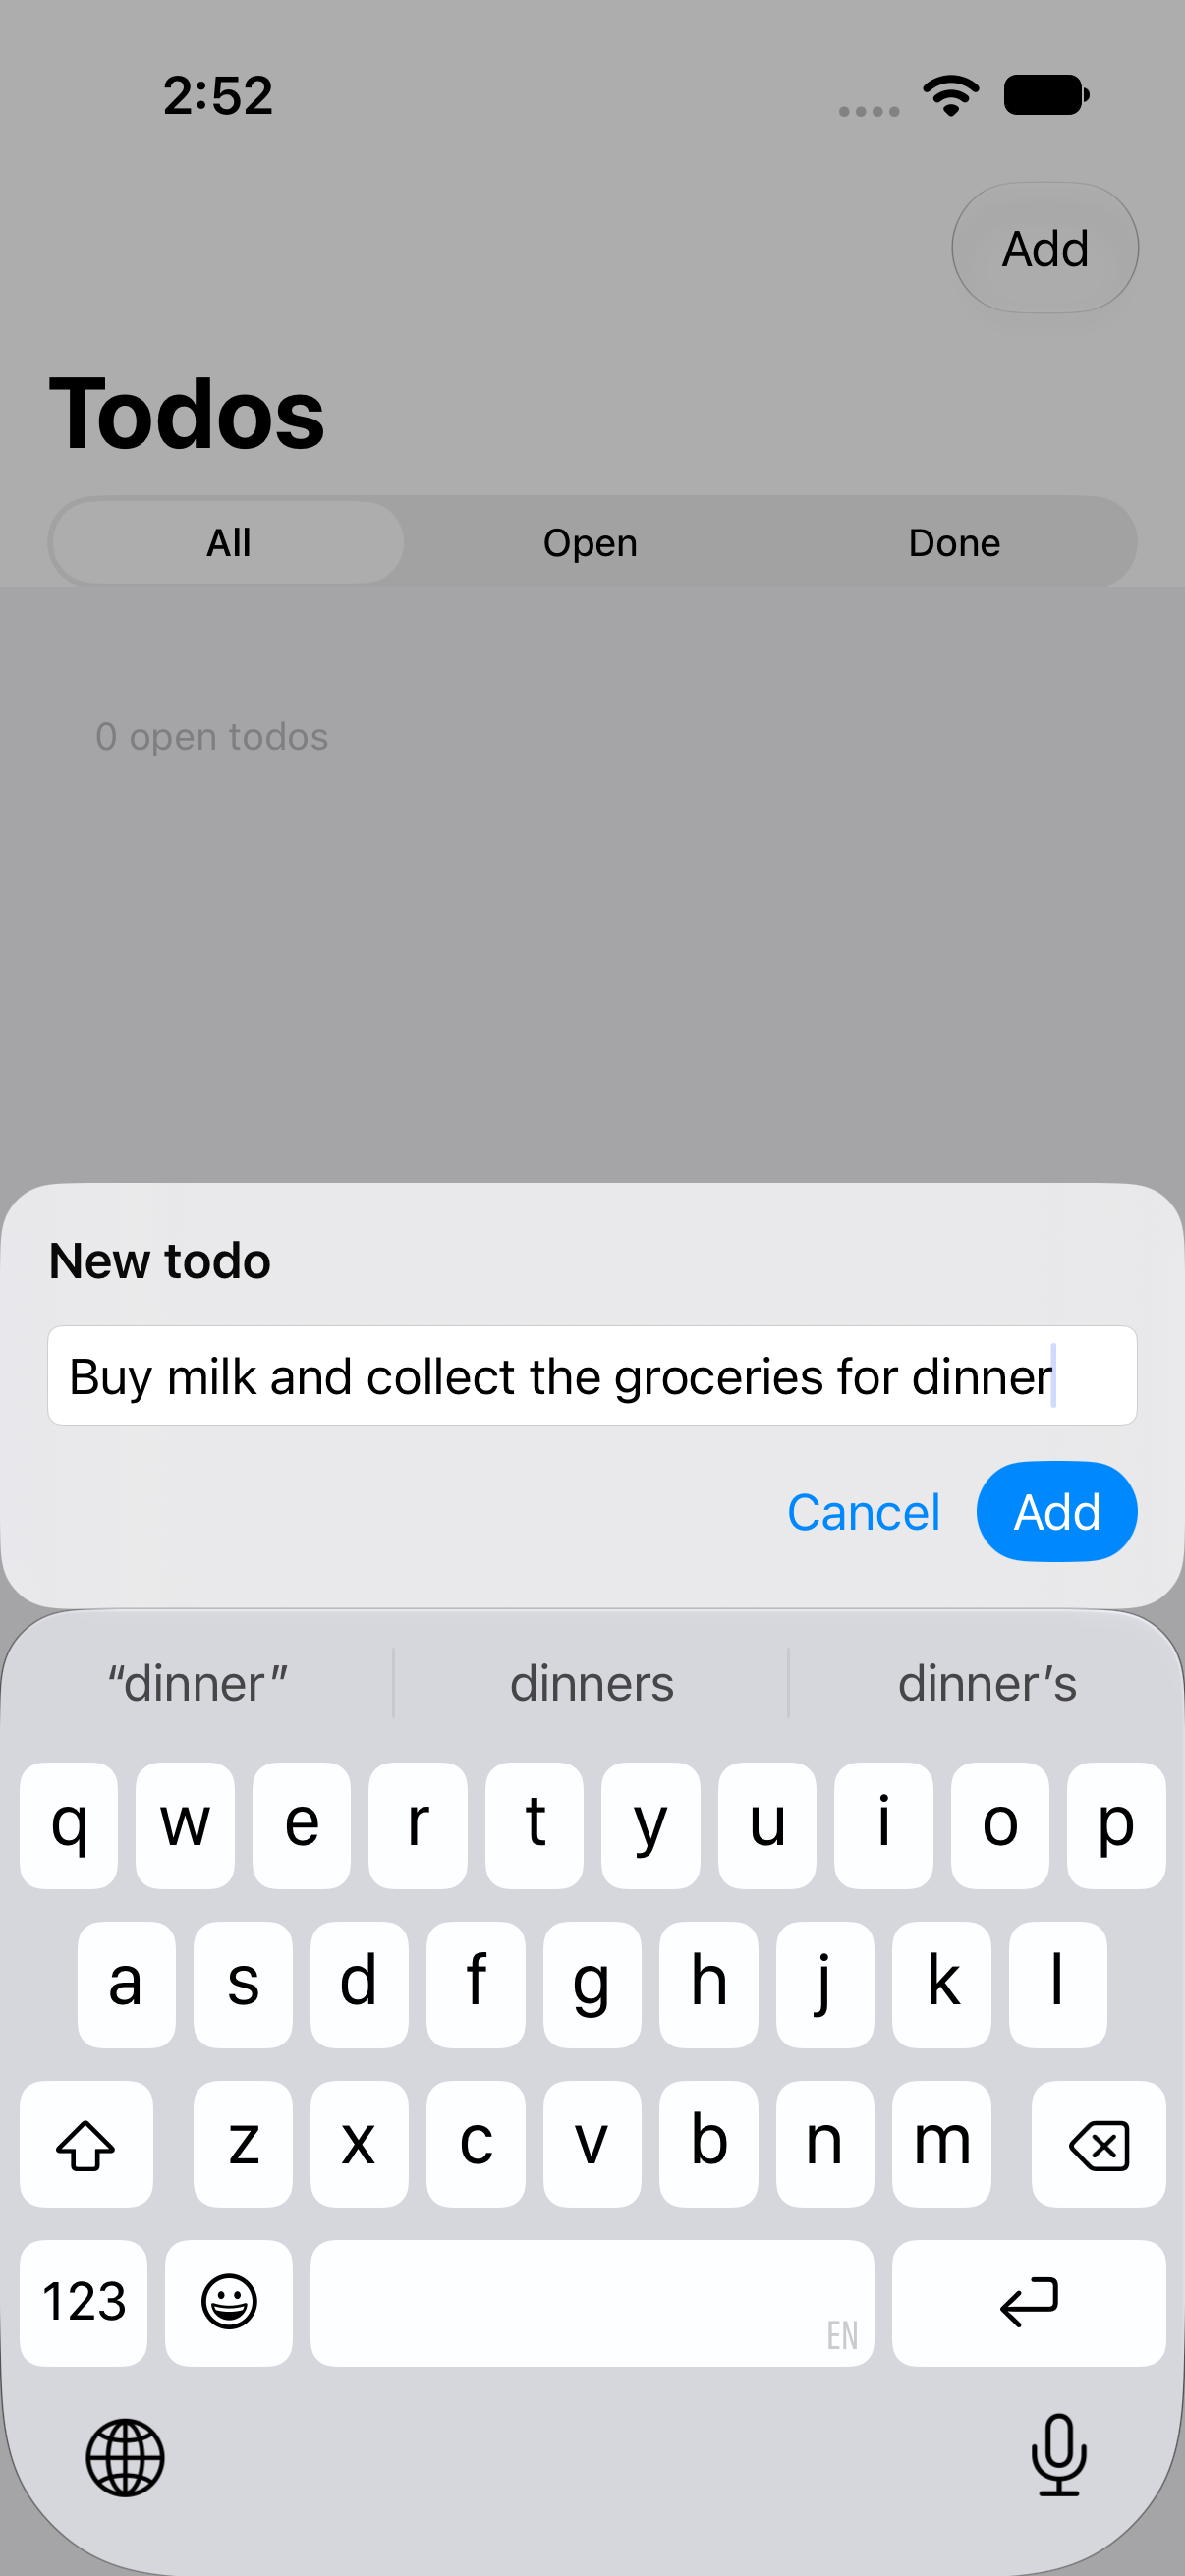 2:52
Add
Todos
All Open Done
0 open todos
New todo
Buy milk and collect the groceries for dinner
Cancel Add
“dinner” dinners dinner’s
q w e r t y u i o p
a s d f g h j k l
z x c v b n m
123 EN